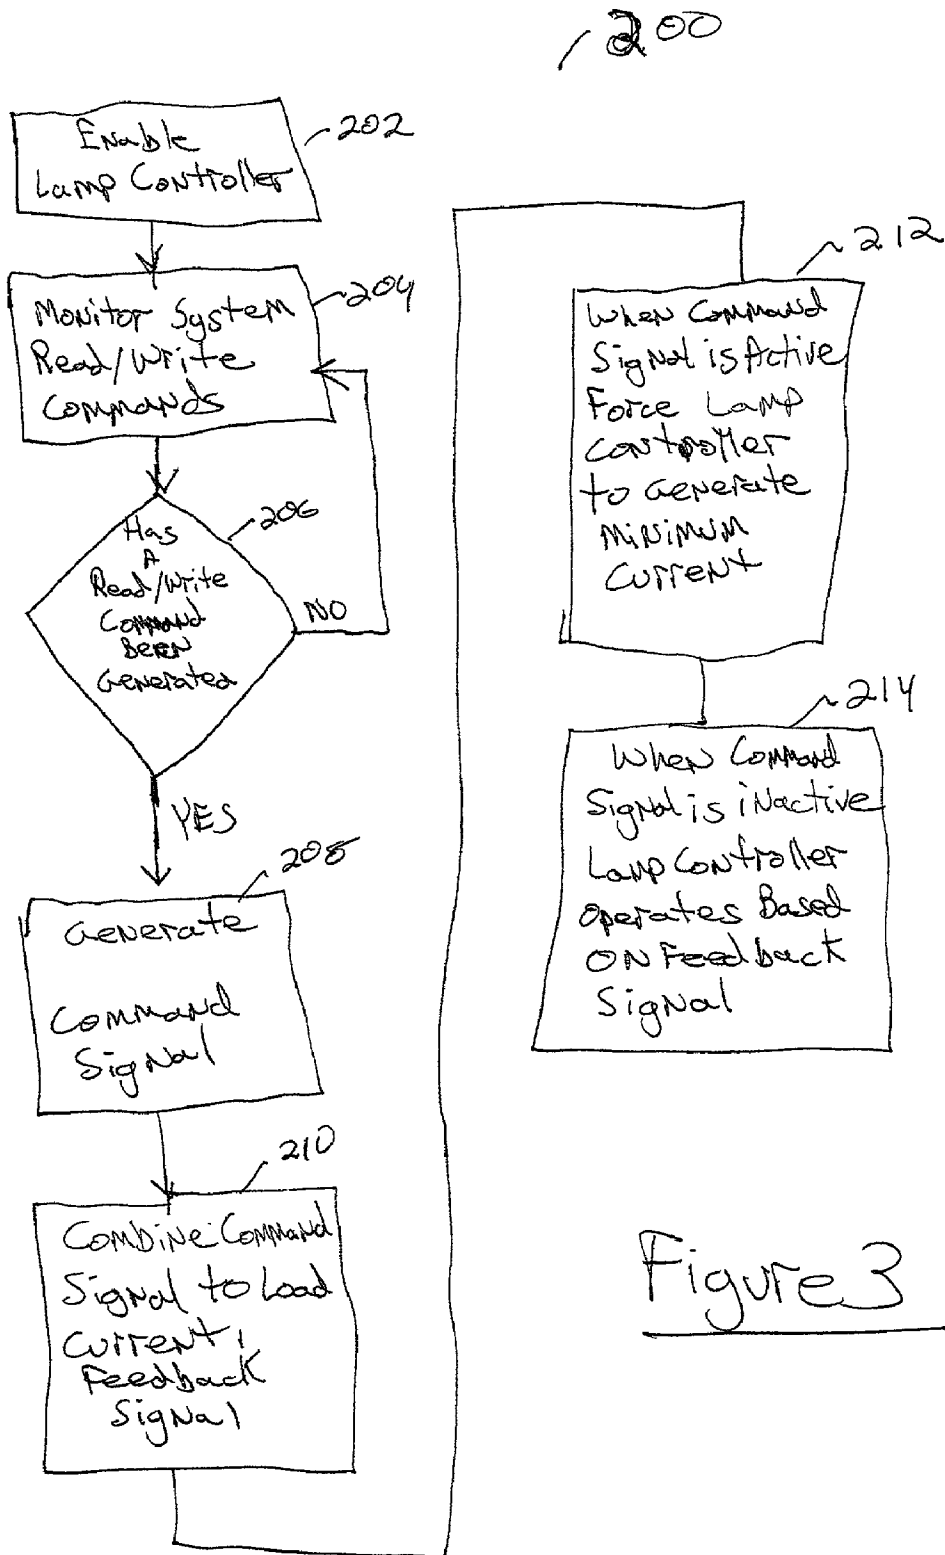 200
Enable
Lamp Controller
202
Monitor System
Read/Write
Commands
204
Has
A
Read/Write
Command
Been
Generated
206
NO
YES
208
Generate
Command
Signal
210
Combine Command
Signal to Load
Current,
Feedback
Signal
212
When Command
Signal is Active
Force Lamp
Controller
to Generate
Minimum
Current
214
When Command
Signal is inactive
Lamp Controller
Operates Based
ON Feedback
Signal
Figure 3